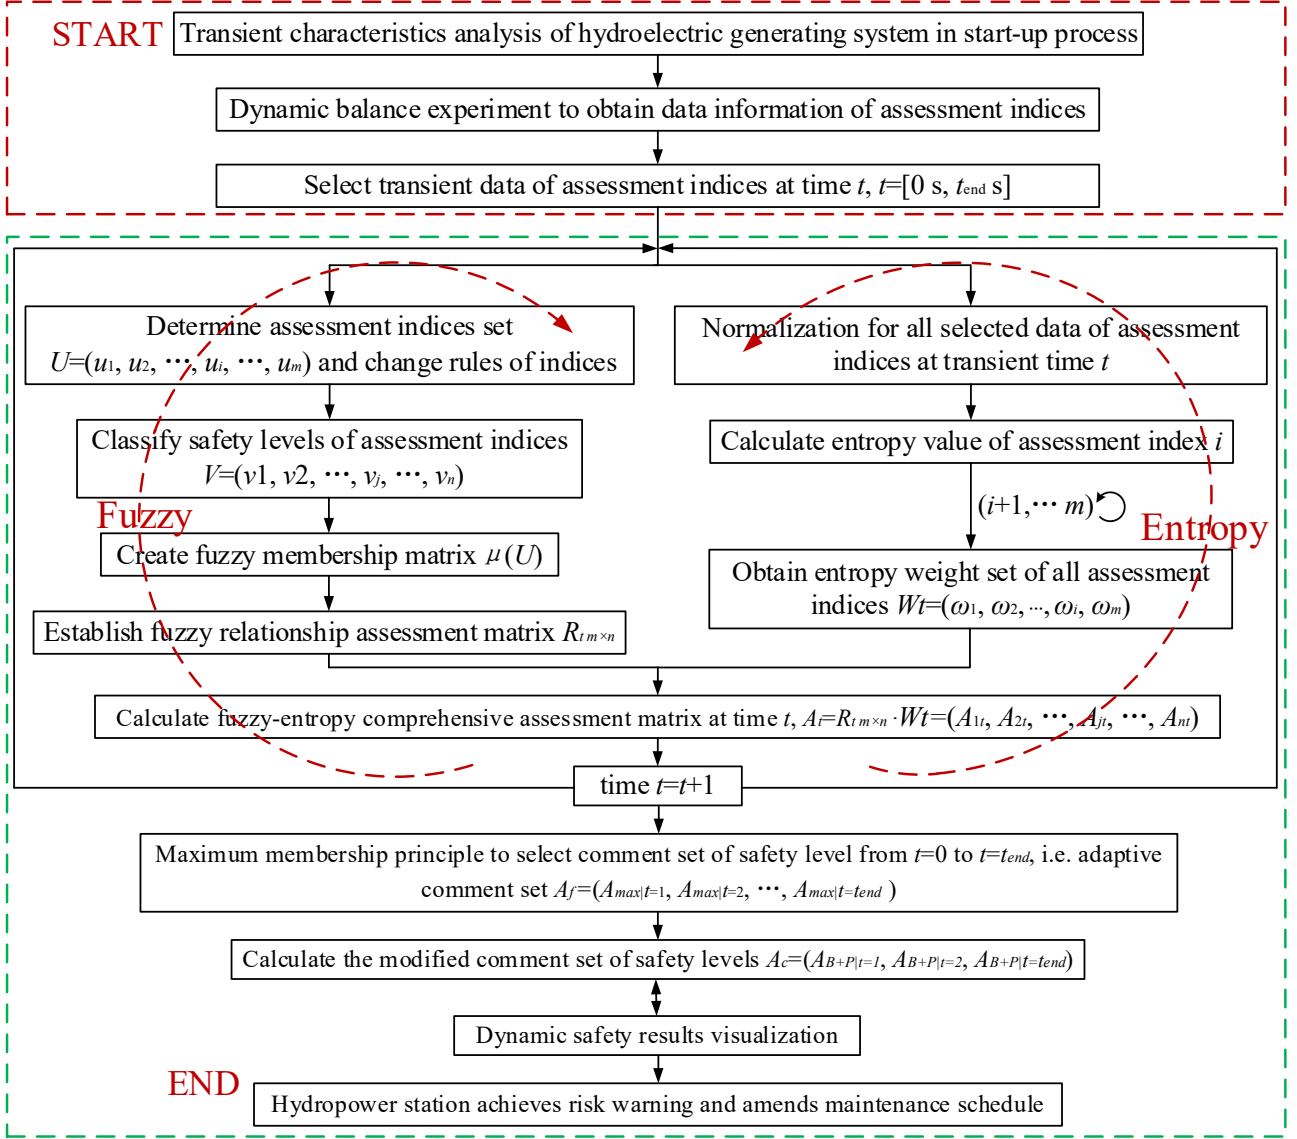 START
Transient characteristics analysis of hydroelectric generating system in start-up process
Dynamic balance experiment to obtain data information of assessment indices
Select transient data of assessment indices at time t, t=[0 s, tend s]
Determine assessment indices set
U=(u1, u2, ···, ui, ···, um) and change rules of indices
Classify safety levels of assessment indices
V=(v1, v2, ···, vj, ···, vn)
Fuzzy
Create fuzzy membership matrix μ(U)
Establish fuzzy relationship assessment matrix Rt m×n
Normalization for all selected data of assessment
indices at transient time t
Calculate entropy value of assessment index i
(i+1,··· m)
Entropy
Obtain entropy weight set of all assessment
indices Wt=(ω1, ω2, ···, ωi, ωm)
Calculate fuzzy-entropy comprehensive assessment matrix at time t, At=Rt m×n·Wt=(A1t, A2t, ···, Ajt, ···, Ant)
time t=t+1
Maximum membership principle to select comment set of safety level from t=0 to t=tend, i.e. adaptive
comment set Af=(Amax|t=1, Amax|t=2, ···, Amax|t=tend )
Calculate the modified comment set of safety levels Ac=(AB+P|t=1, AB+P|t=2, AB+P|t=tend)
Dynamic safety results visualization
END
Hydropower station achieves risk warning and amends maintenance schedule